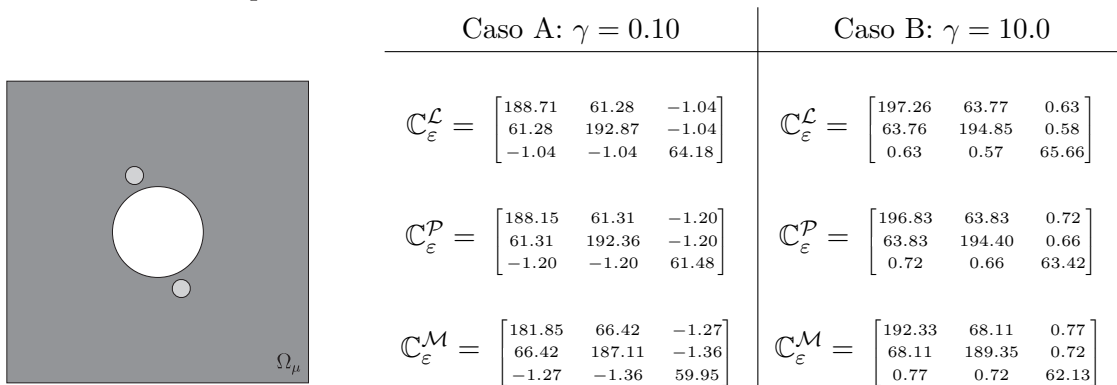 Caso A: γ = 0.10 Caso B: γ = 10.0
ℂ_ε^ℒ = [188.71 61.28 −1.04
61.28 192.87 −1.04
−1.04 −1.04 64.18]
ℂ_ε^ℒ = [197.26 63.77 0.63
63.76 194.85 0.58
0.63 0.57 65.66]
ℂ_ε^𝒫 = [188.15 61.31 −1.20
61.31 192.36 −1.20
−1.20 −1.20 61.48]
ℂ_ε^𝒫 = [196.83 63.83 0.72
63.83 194.40 0.66
0.72 0.66 63.42]
ℂ_ε^ℳ = [181.85 66.42 −1.27
66.42 187.11 −1.36
−1.27 −1.36 59.95]
ℂ_ε^ℳ = [192.33 68.11 0.77
68.11 189.35 0.72
0.77 0.72 62.13]
Ω_μ